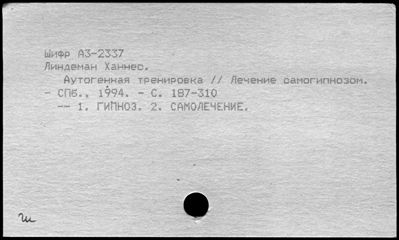 Шифр А3-2337
Линдеман Ханнес.
Аутогенная тренировка // Лечение самогипнозом.
- СПб., 1994. - С. 187-310
-- 1. ГИПНОЗ. 2. САМОЛЕЧЕНИЕ.